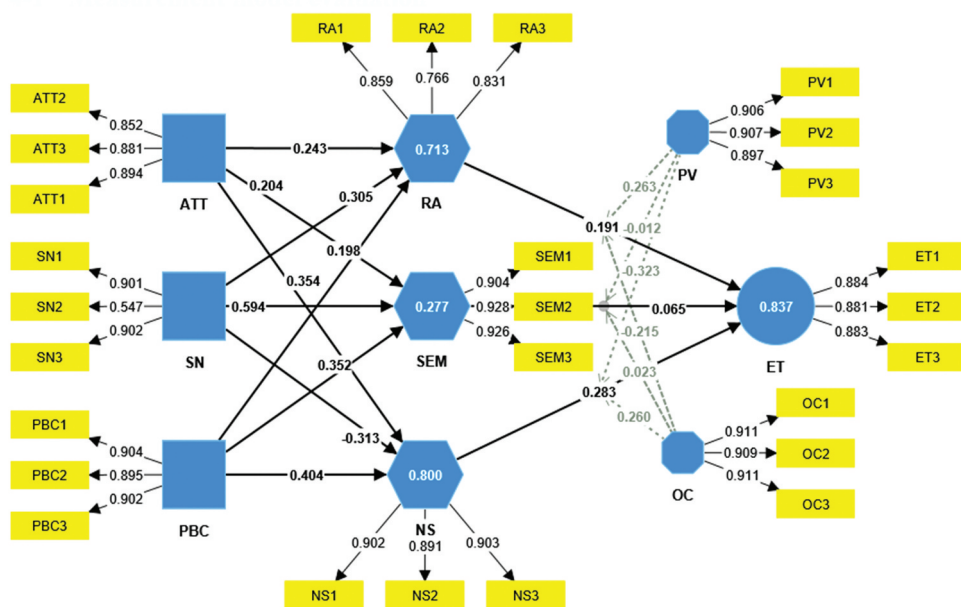 RA1
RA2
RA3
0.859
0.766
0.831
ATT2
ATT3
ATT1
0.852
0.881
0.894
ATT
0.243
0.204
0.305
0.713
RA
0.198
0.354
PV
PV1
PV2
PV3
0.906
0.907
0.897
0.263
-0.012
0.191
-0.323
SN1
SN2
SN3
0.901
0.547
0.902
SN
0.594
0.277
SEM
SEM1
SEM2
SEM3
0.904
0.928
0.926
0.065
-0.215
0.023
0.837
ET
ET1
ET2
ET3
0.884
0.881
0.883
0.352
-0.313
0.283
0.260
PBC1
PBC2
PBC3
0.904
0.895
0.902
PBC
0.404
0.800
NS
OC
OC1
OC2
OC3
0.911
0.909
0.911
0.902
0.891
0.903
NS1
NS2
NS3